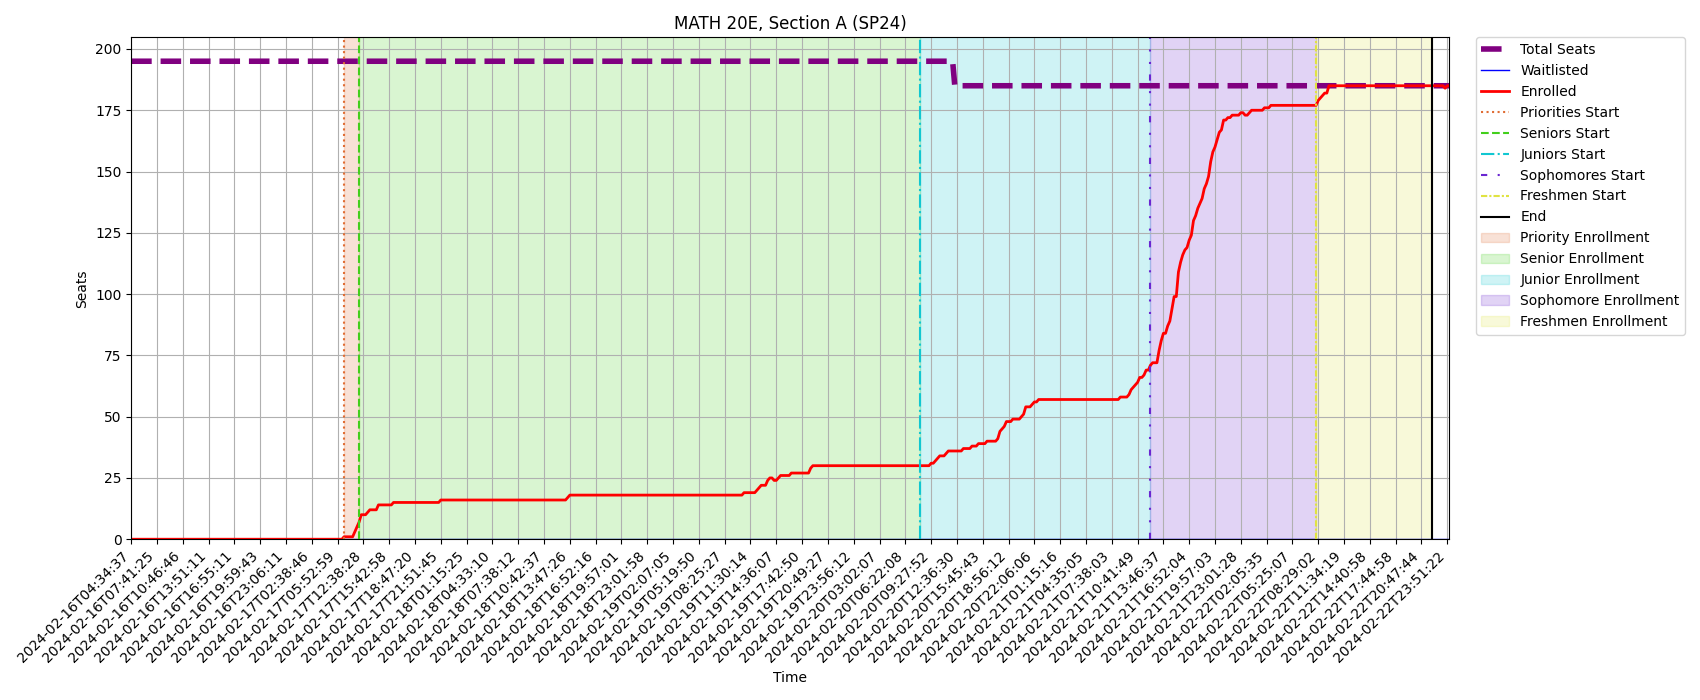 MATH 20E, Section A (SP24)
Seats
200
175
150
125
100
75
50
25
0
2024-02-16T04:34:37
2024-02-16T07:41:25
2024-02-16T10:46:46
2024-02-16T13:51:11
2024-02-16T16:55:11
2024-02-16T19:59:43
2024-02-16T23:06:11
2024-02-17T02:38:46
2024-02-17T05:52:59
2024-02-17T12:38:28
2024-02-17T15:42:58
2024-02-17T18:47:20
2024-02-17T21:51:45
2024-02-18T01:15:25
2024-02-18T04:33:10
2024-02-18T07:38:12
2024-02-18T10:42:37
2024-02-18T13:47:26
2024-02-18T16:52:16
2024-02-18T19:57:01
2024-02-18T23:01:58
2024-02-19T02:07:05
2024-02-19T05:19:50
2024-02-19T08:25:27
2024-02-19T11:30:14
2024-02-19T14:36:07
2024-02-19T17:42:50
2024-02-19T20:49:27
2024-02-19T23:56:12
2024-02-20T03:02:07
2024-02-20T06:22:08
2024-02-20T09:27:52
2024-02-20T12:36:30
2024-02-20T15:45:43
2024-02-20T18:56:12
2024-02-20T22:06:06
2024-02-21T01:15:16
2024-02-21T04:35:05
2024-02-21T07:38:03
2024-02-21T10:41:49
2024-02-21T13:46:37
2024-02-21T16:52:04
2024-02-21T19:57:03
2024-02-21T23:01:28
2024-02-22T02:05:35
2024-02-22T05:25:07
2024-02-22T08:29:02
2024-02-22T11:34:19
2024-02-22T14:40:58
2024-02-22T17:44:58
2024-02-22T20:47:44
2024-02-22T23:51:22
Time
Total Seats
Waitlisted
Enrolled
Priorities Start
Seniors Start
Juniors Start
Sophomores Start
Freshmen Start
End
Priority Enrollment
Senior Enrollment
Junior Enrollment
Sophomore Enrollment
Freshmen Enrollment